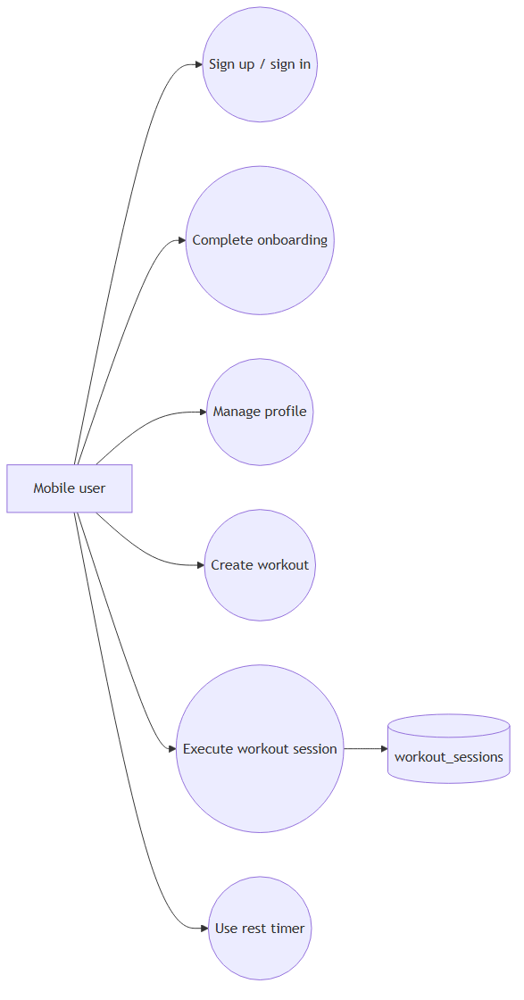 Sign up / sign in
Complete onboarding
Manage profile
Mobile user
Create workout
Execute workout session
workout_sessions
Use rest timer